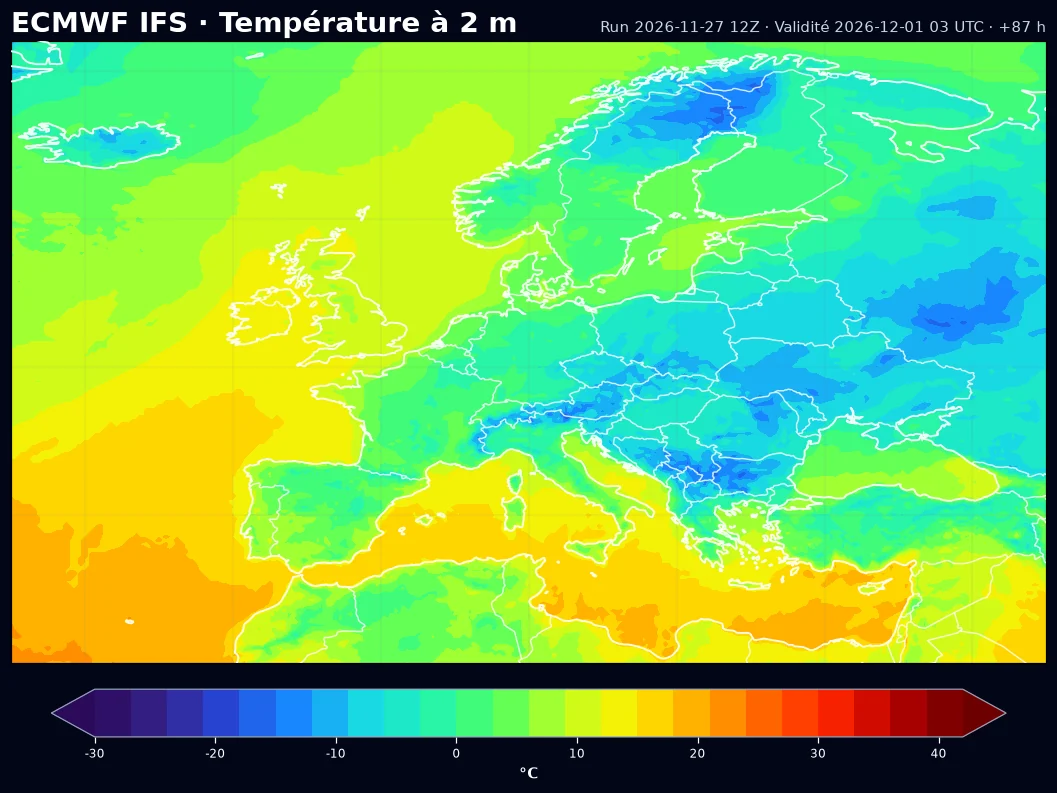 ECMWF IFS · Température à 2 m
Run 2026-11-27 12Z · Validité 2026-12-01 03 UTC · +87 h
-30 -20 -10 0 10 20 30 40
°C